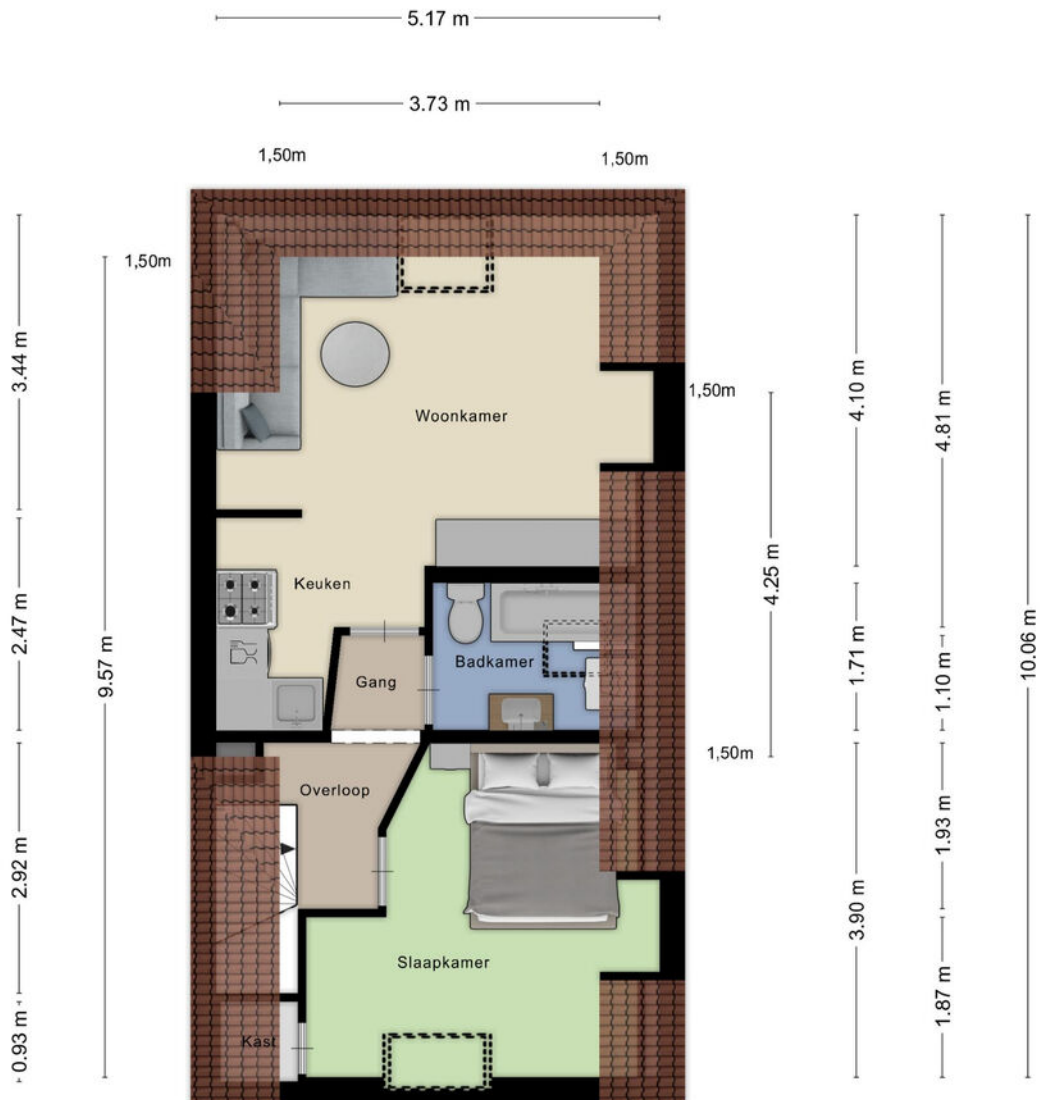 5.17 m
3.73 m
1,50m
1,50m
1,50m
3.44 m
4.10 m
4.81 m
1,50m
Woonkamer
10.06 m
4.25 m
Keuken
2.47 m
9.57 m
Badkamer
1.71 m
Gang
1.10 m
1,50m
Overloop
1.93 m
2.92 m
3.90 m
Slaapkamer
1.87 m
Kast
0.93 m